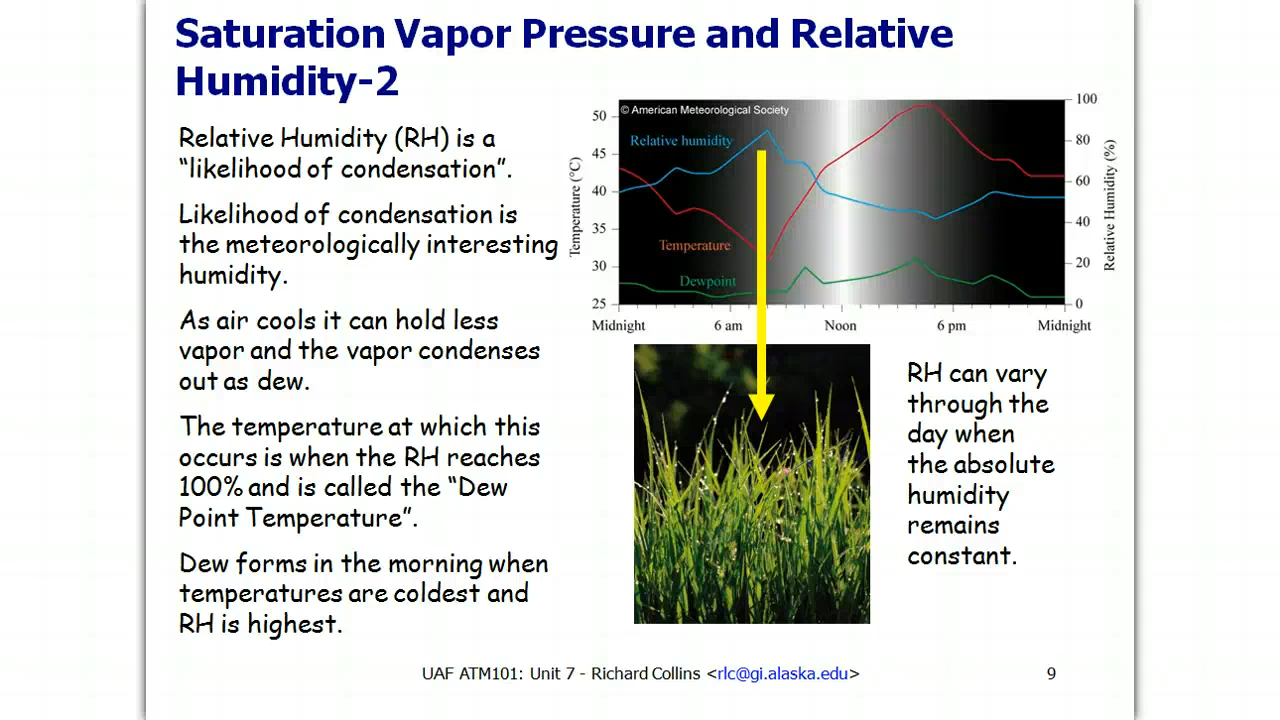 Saturation Vapor Pressure and Relative
Humidity-2
Relative Humidity (RH) is a
“likelihood of condensation”.
Likelihood of condensation is
the meteorologically interesting
humidity.
As air cools it can hold less
vapor and the vapor condenses
out as dew.
The temperature at which this
occurs is when the RH reaches
100% and is called the “Dew
Point Temperature”.
Dew forms in the morning when
temperatures are coldest and
RH is highest.
© American Meteorological Society
Relative humidity
Temperature
Dewpoint
Temperature (°C)
50
45
40
35
30
25
Relative Humidity (%)
100
80
60
40
20
0
Midnight 6 am Noon 6 pm Midnight
RH can vary
through the
day when
the absolute
humidity
remains
constant.
UAF ATM101: Unit 7 - Richard Collins <rlc@gi.alaska.edu>
9